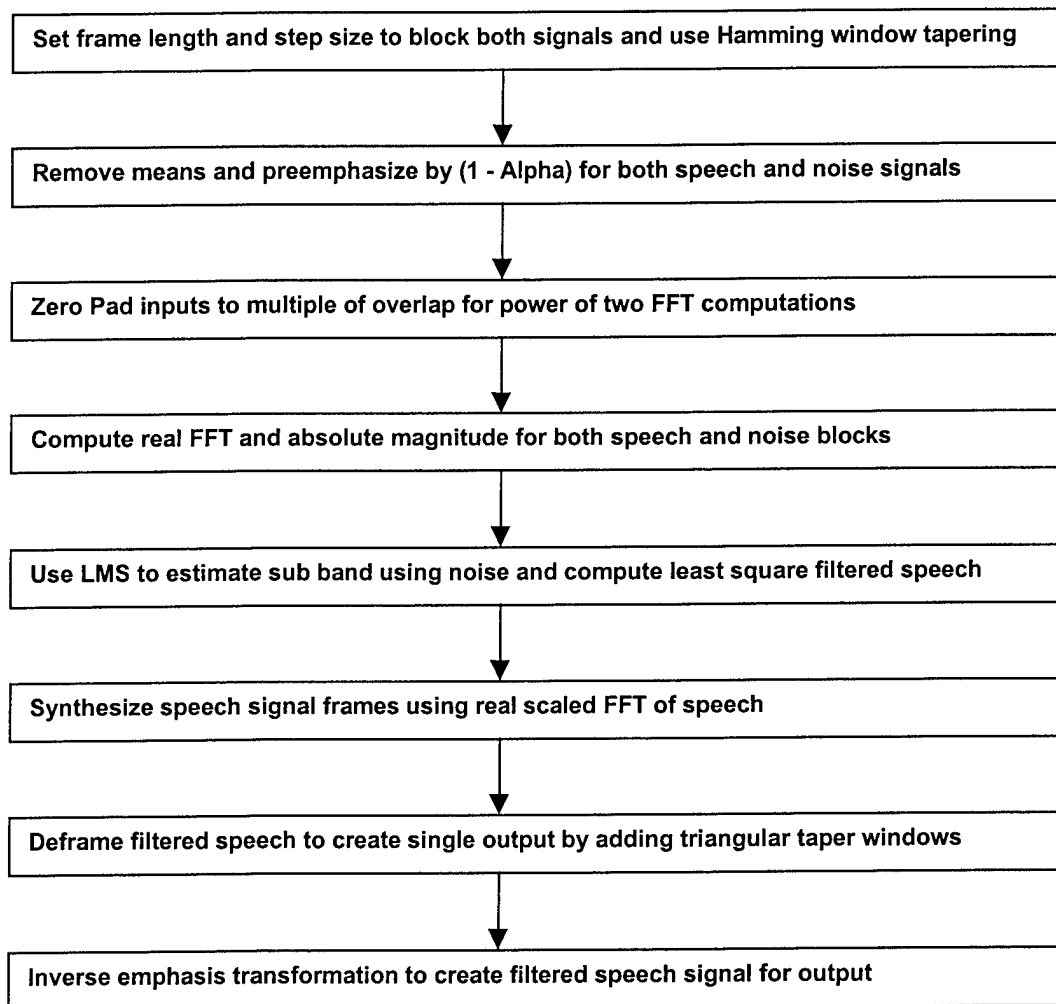 Set frame length and step size to block both signals and use Hamming window tapering
Remove means and preemphasize by (1 - Alpha) for both speech and noise signals
Zero Pad inputs to multiple of overlap for power of two FFT computations
Compute real FFT and absolute magnitude for both speech and noise blocks
Use LMS to estimate sub band using noise and compute least square filtered speech
Synthesize speech signal frames using real scaled FFT of speech
Deframe filtered speech to create single output by adding triangular taper windows
Inverse emphasis transformation to create filtered speech signal for output